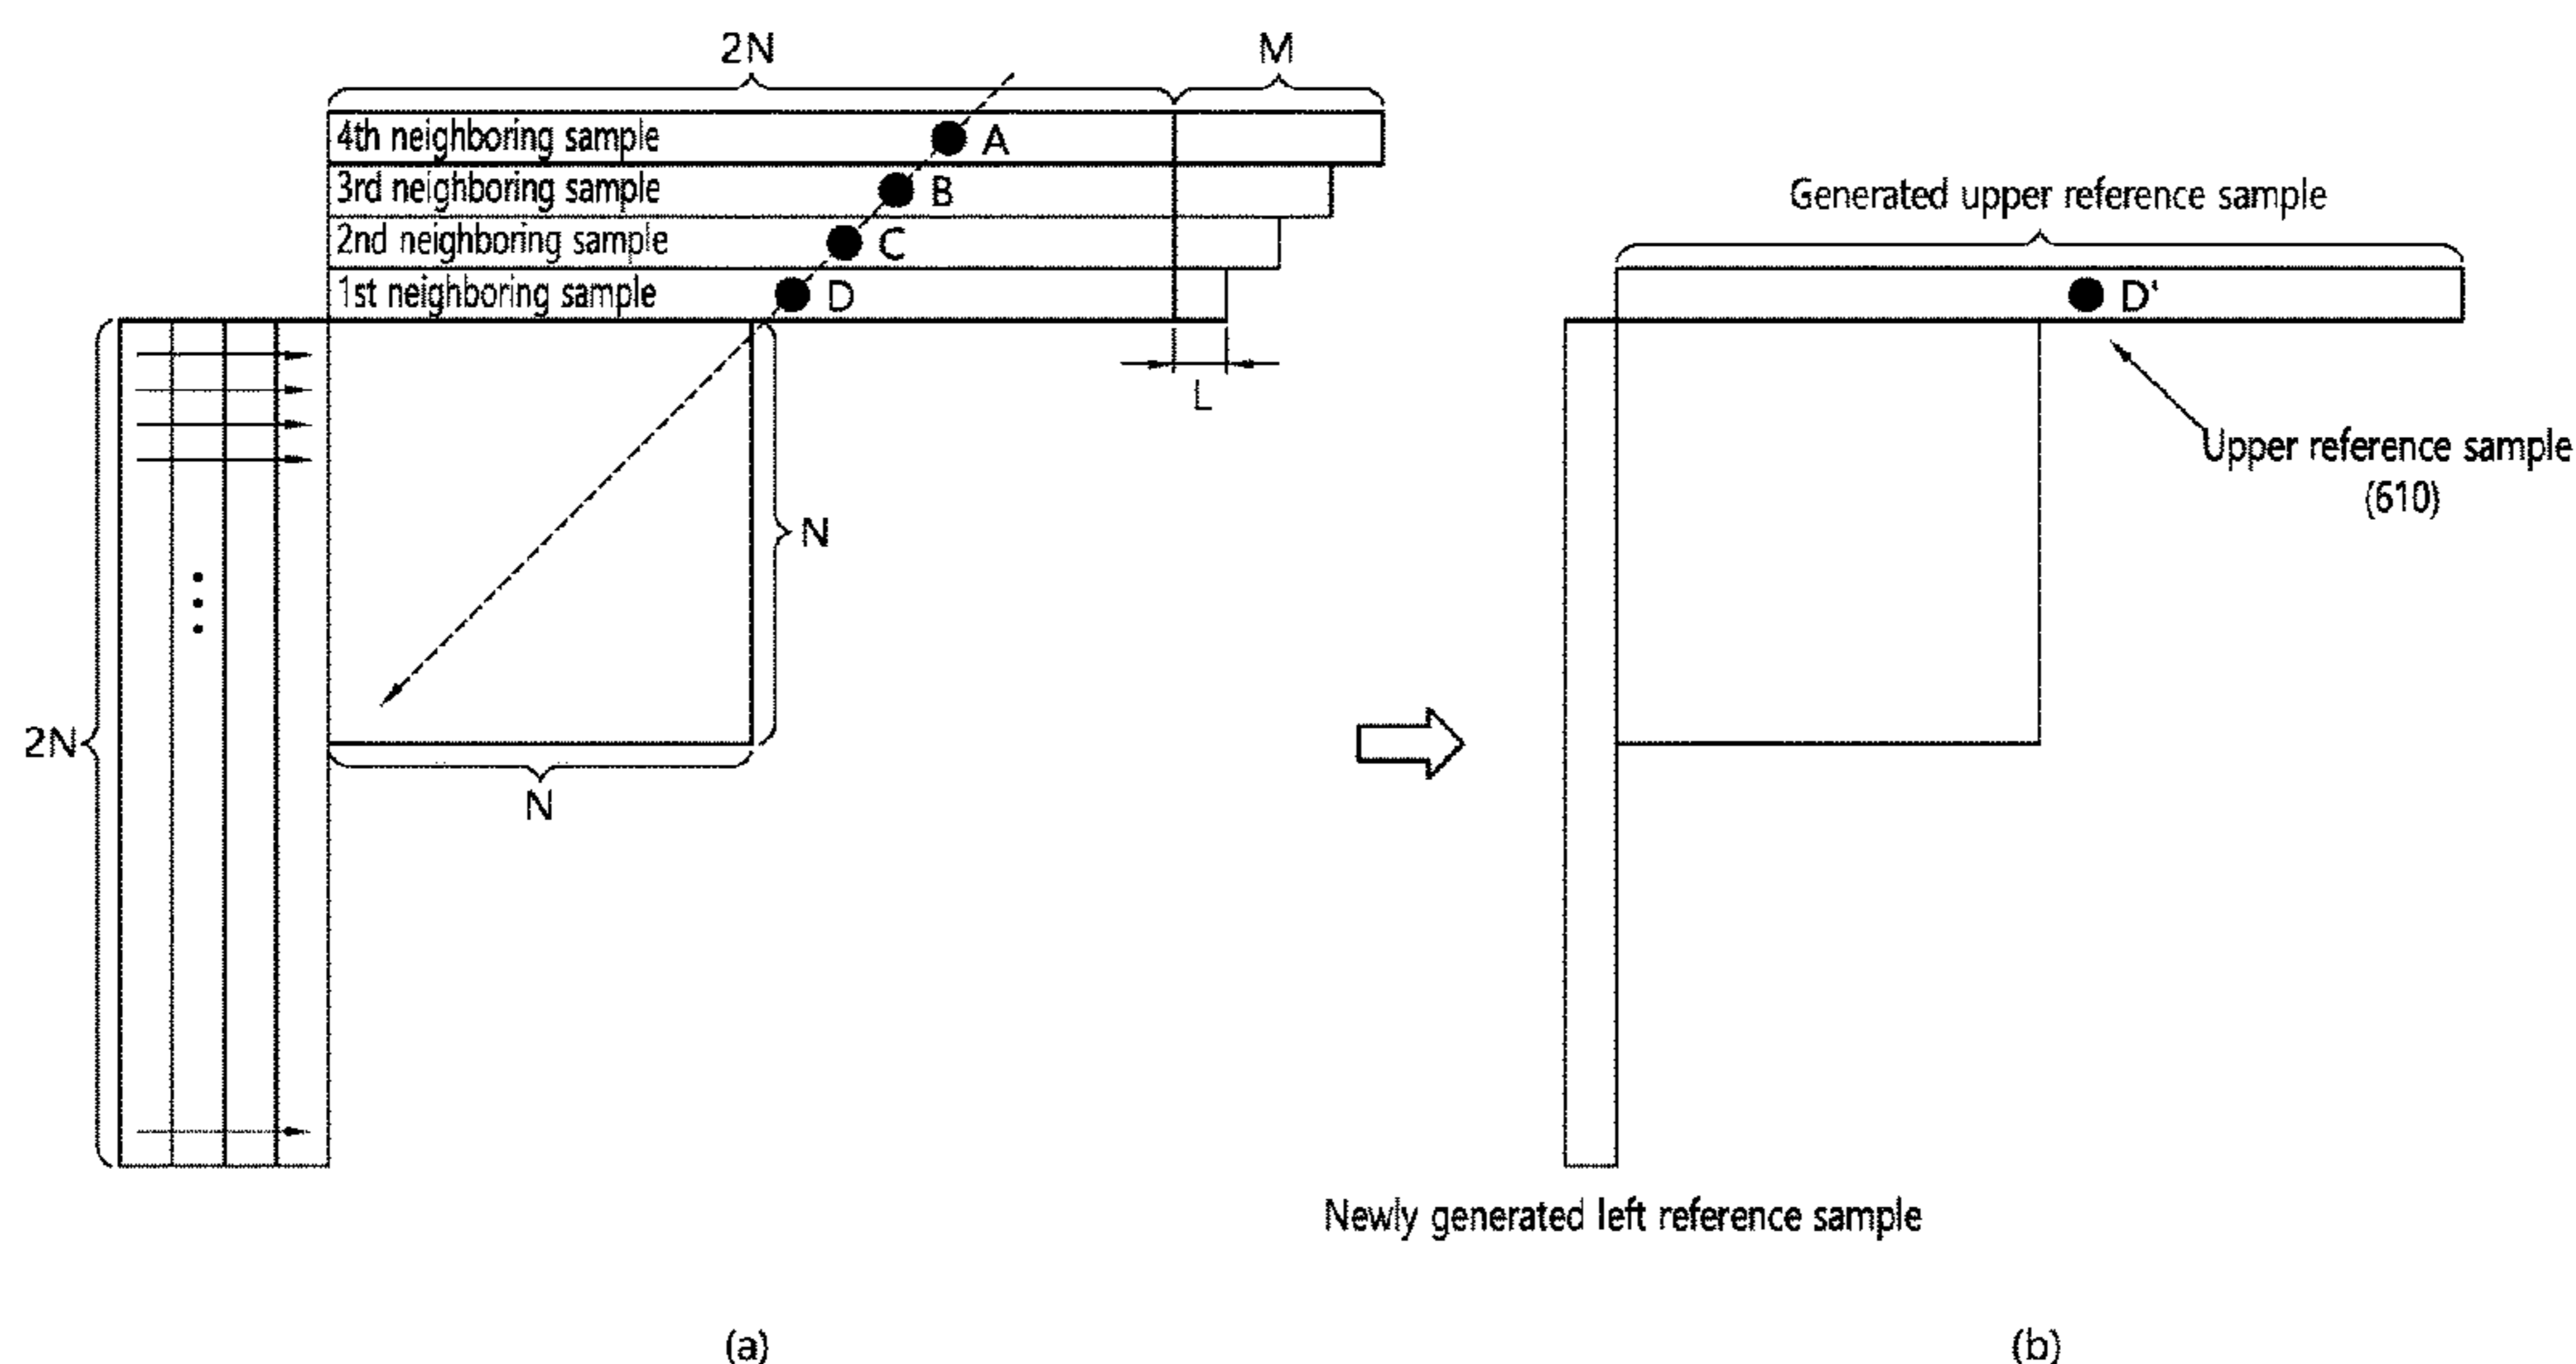 2N
M
4th neighboring sample
A
3rd neighboring sample
B
2nd neighboring sample
C
1st neighboring sample
D
L
N
2N
N
(a)
Generated upper reference sample
D'
Upper reference sample
(610)
Newly generated left reference sample
(b)